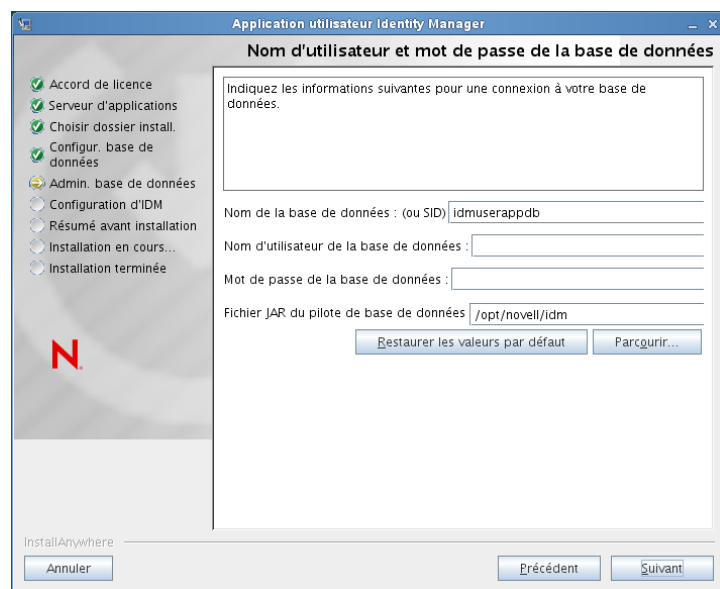 Application utilisateur Identity Manager
Nom d'utilisateur et mot de passe de la base de données
Accord de licence
Serveur d'applications
Choisir dossier install.
Configur. base de
données
Admin. base de données
Configuration d'IDM
Résumé avant installation
Installation en cours...
Installation terminée
N
Indiquez les informations suivantes pour une connexion à votre base de
données.
Nom de la base de données : (ou SID) idmuserappdb
Nom d'utilisateur de la base de données :
Mot de passe de la base de données :
Fichier JAR du pilote de base de données /opt/novell/idm
Restaurer les valeurs par défaut Parcourir...
InstallAnywhere
Annuler Précédent Suivant